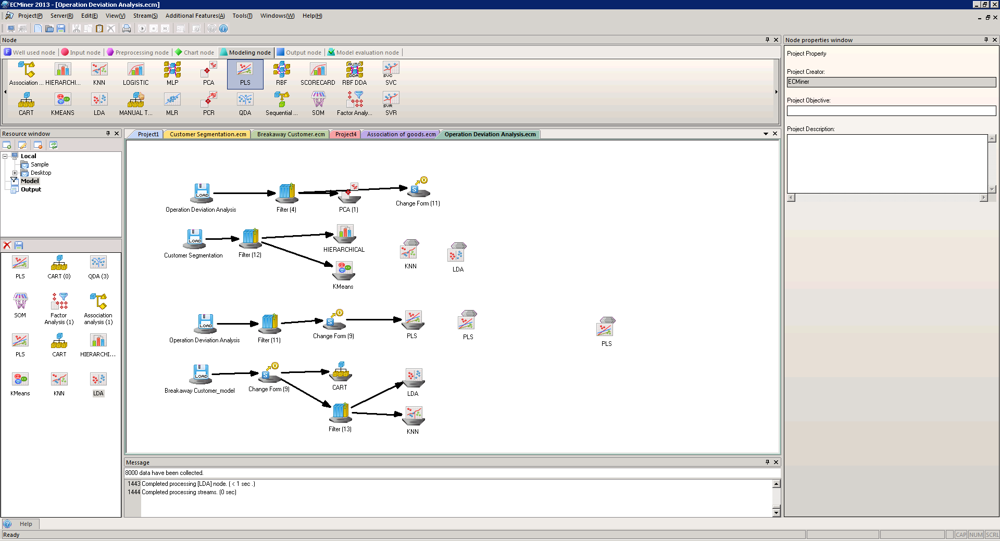 ECMiner 2013 - [Operation Deviation Analysis.ecm]
Project(P) Server(R) Edit(E) View(V) Stream(S) Additional Features(A) Tools(T) Windows(W) Help(H)
Node
Well used node Input node Preprocessing node Chart node Modeling node Output node Model evaluation node
Association ... HIERARCHI... KNN LOGISTIC MLP PCA PLS RBF SCORECARD RBF DDA SVC
CART KMEANS LDA MANUAL T... MLR PCR QDA Sequential ... SOM Factor Analy... SVR
Resource window
Local
Sample
Desktop
Model
Output
PLS CART (0) QDA (3)
SOM Factor Analysis (1) Association analysis (1)
PLS CART HIERARCHI...
KMeans KNN LDA
Project1 Customer Segmentation.ecm Breakaway Customer.ecm Project4 Association of goods.ecm Operation Deviation Analysis.ecm
LOAD
Operation Deviation Analysis Filter (4) PCA (1) Change Form (11)
LOAD
Customer Segmentation Filter (12) HIERARCHICAL
KMeans
KNN LDA
LOAD
Operation Deviation Analysis Filter (11) Change Form (9) PLS PLS PLS
LOAD
Breakaway Customer_model Change Form (9) CART LDA
Filter (13) KNN
Message
8000 data have been collected.
1443 Completed processing [LDA] node. ( < 1 sec .)
1444 Completed processing streams. (0 sec)
Node properties window
Project Property
Project Creator:
ECMiner
Project Objective:
Project Description:
Help
Ready
CAP NUM SCRL